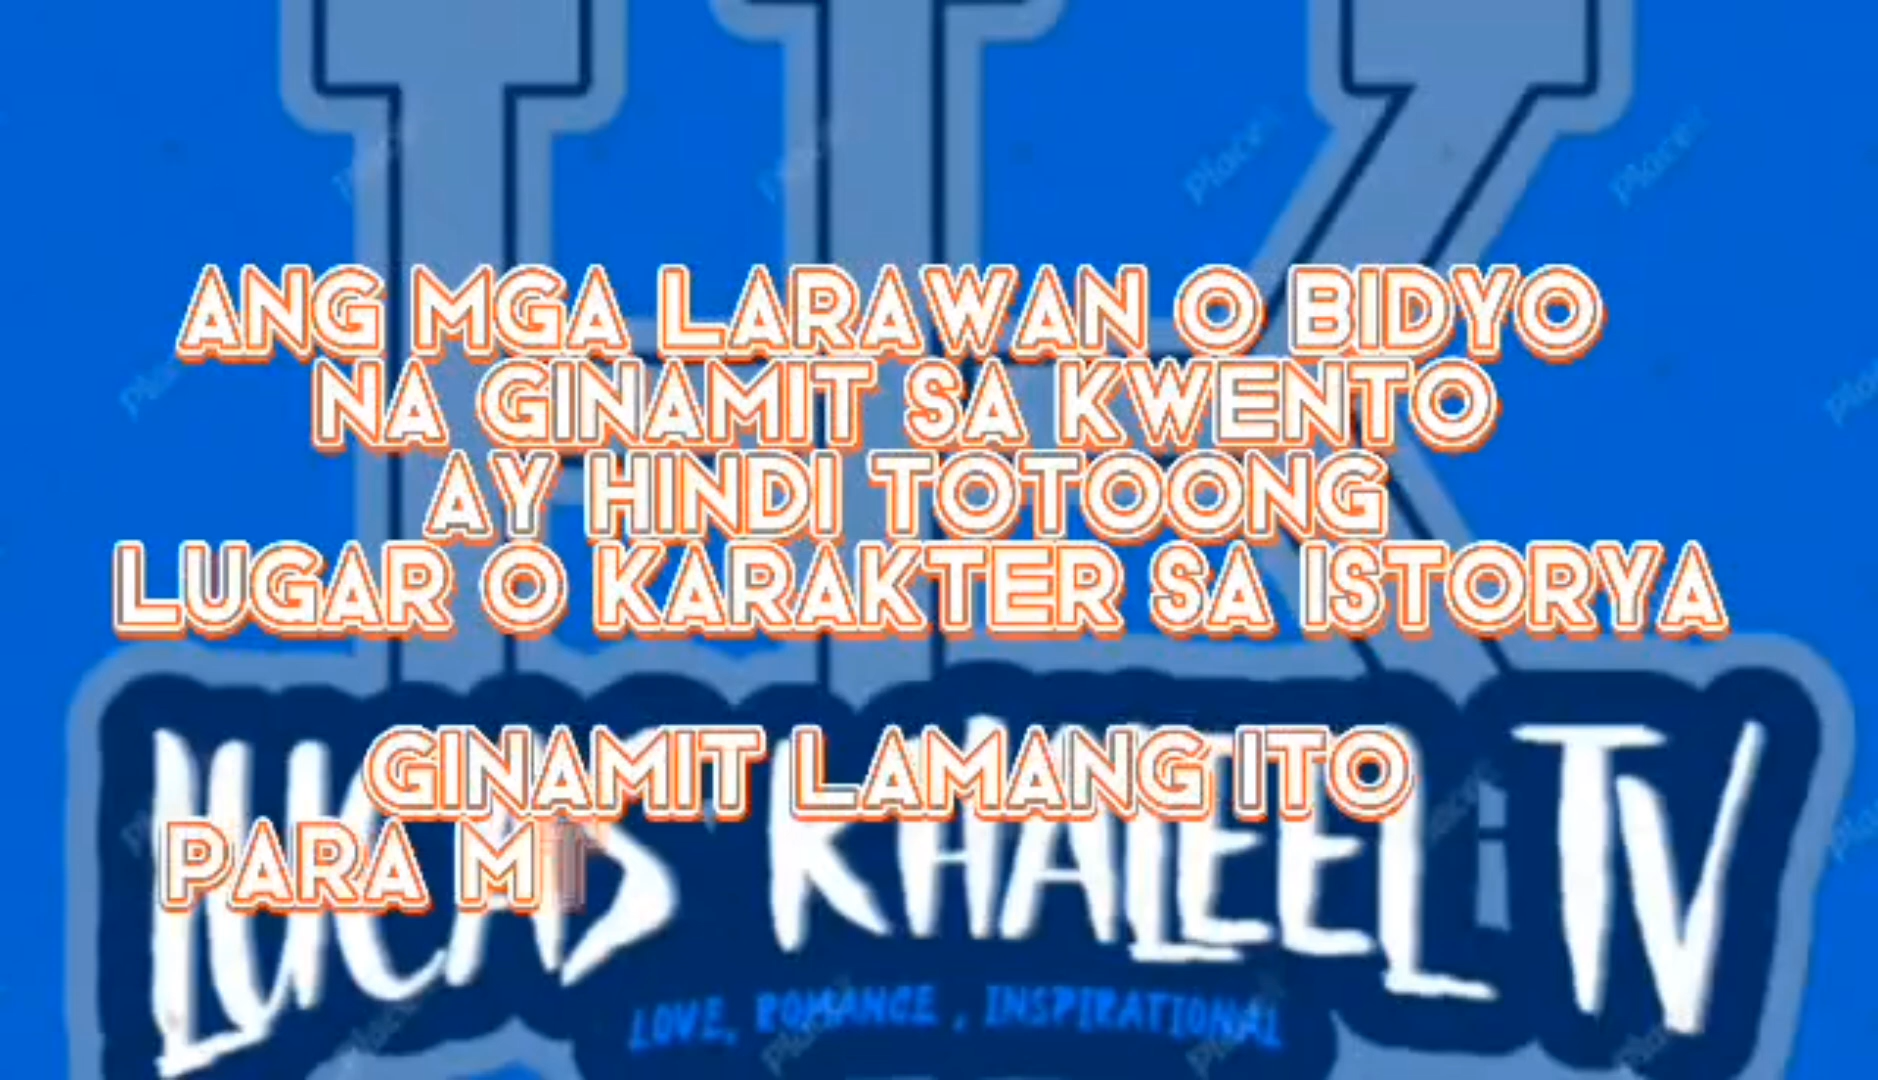 ANG MGA LARAWAN O BIDYO
NA GINAMIT SA KWENTO
AY HINDI TOTOONG
LUGAR O KARAKTER SA ISTORYA
GINAMIT LAMANG ITO
PARA M
LUCAS KHALEEL TV
LOVE, ROMANCE, INSPIRATIONAL